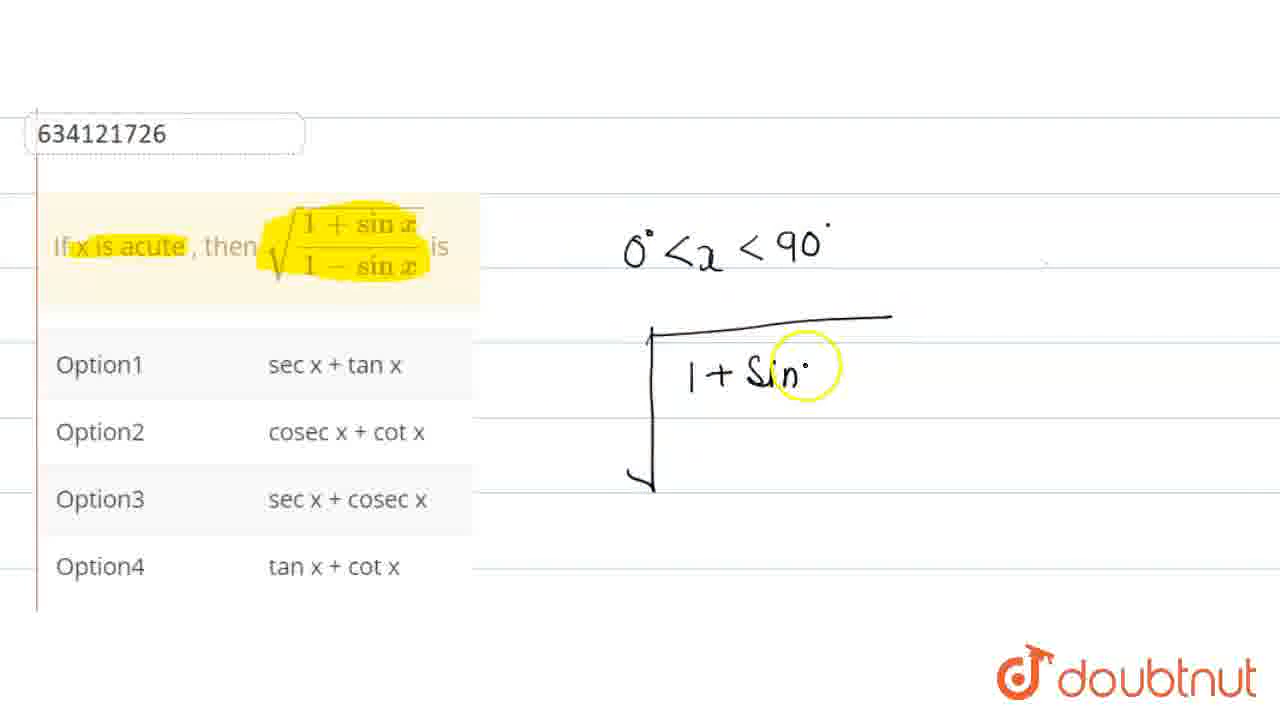 634121726
If x is acute , then √((1 + sin x)/(1 − sin x)) is
Option1 sec x + tan x
Option2 cosec x + cot x
Option3 sec x + cosec x
Option4 tan x + cot x
0° < x < 90°
√ 1 + Sin
doubtnut